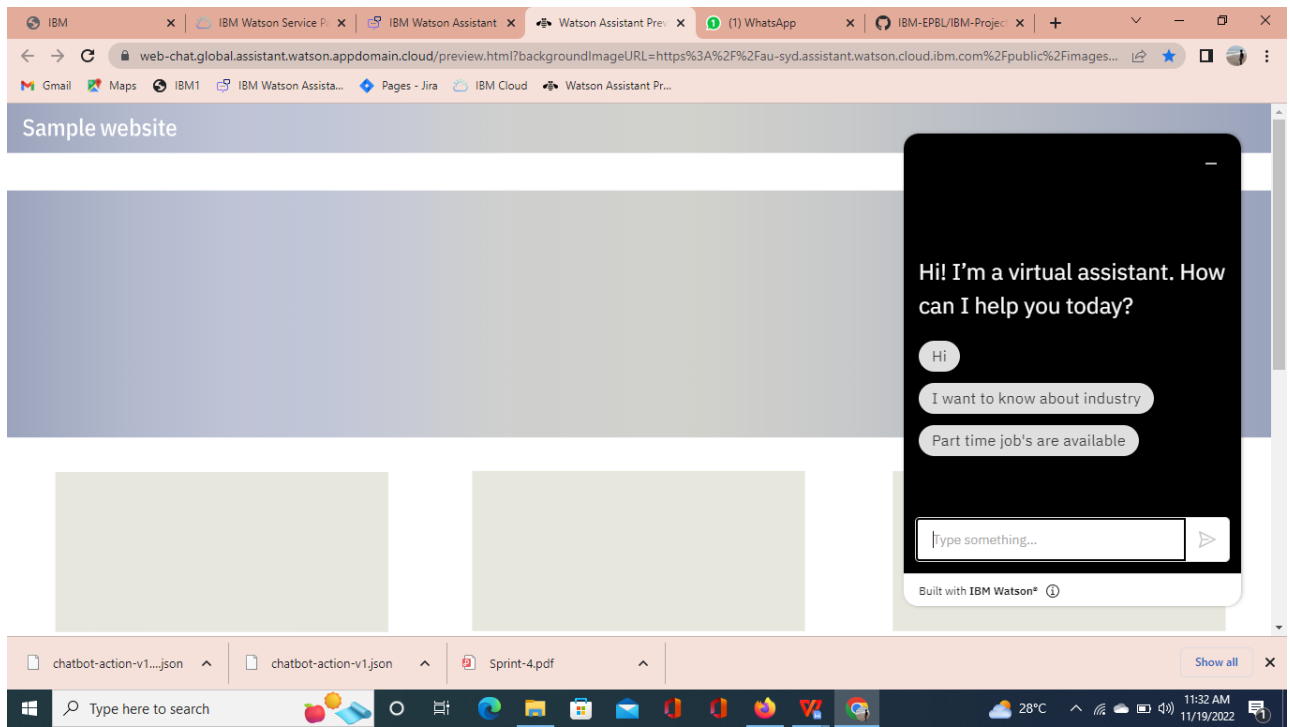 IBM
IBM Watson Service P
IBM Watson Assistant
Watson Assistant Prev
(1) WhatsApp
IBM-EPBL/IBM-Projec
web-chat.global.assistant.watson.appdomain.cloud/preview.html?backgroundImageURL=https%3A%2F%2Fau-syd.assistant.watson.cloud.ibm.com%2Fpublic%2Fimages...
Gmail
Maps
IBM1
IBM Watson Assista...
Pages - Jira
IBM Cloud
Watson Assistant Pr...
Sample website
Hi! I'm a virtual assistant. How
can I help you today?
Hi
I want to know about industry
Part time job's are available
Type something...
Built with IBM Watson®
chatbot-action-v1....json
chatbot-action-v1.json
Sprint-4.pdf
Show all
Type here to search
28°C
11:32 AM
11/19/2022
1